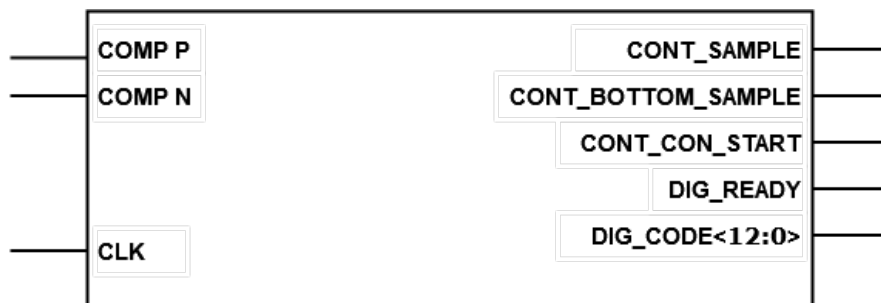 COMP P
COMP N
CLK
CONT_SAMPLE
CONT_BOTTOM_SAMPLE
CONT_CON_START
DIG_READY
DIG_CODE<12:0>